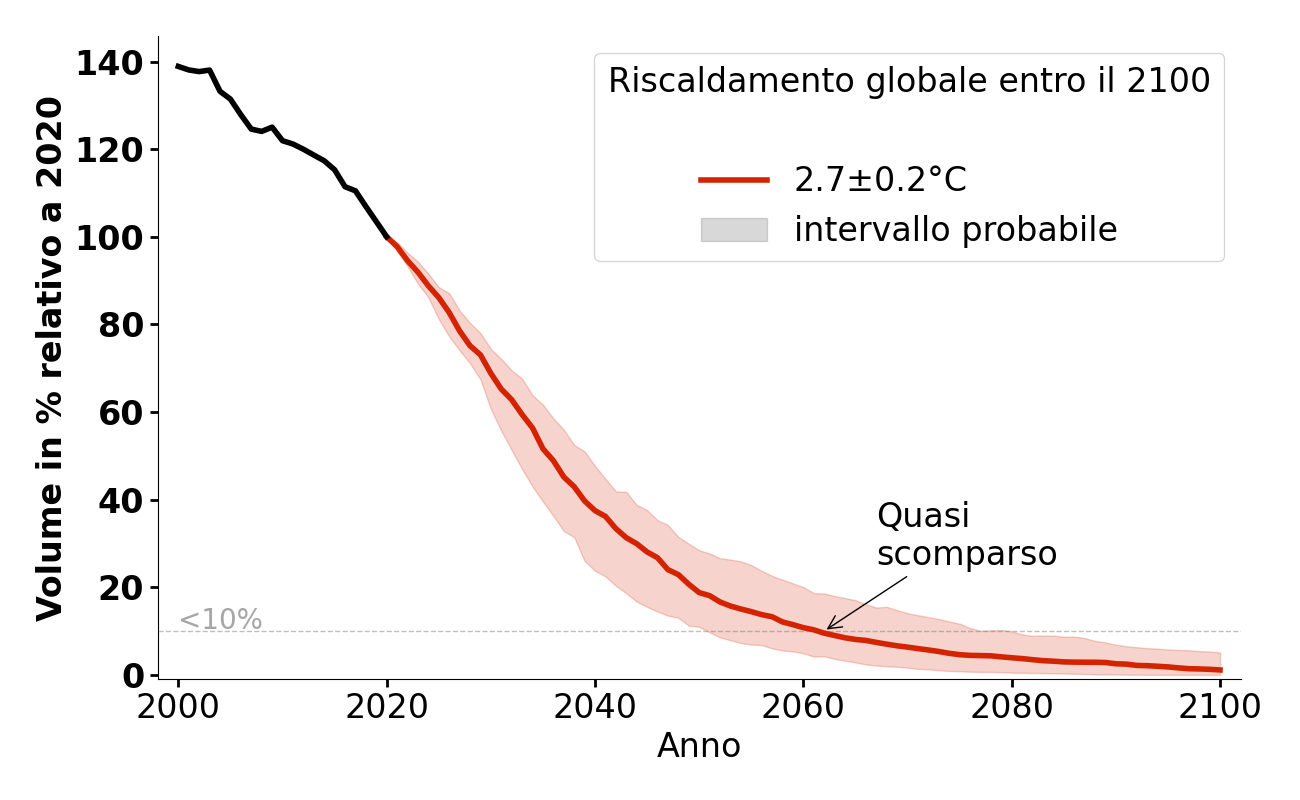 Volume in % relativo a 2020
140
120
100
80
60
40
20
0
Riscaldamento globale entro il 2100
2.7±0.2°C
intervallo probabile
Quasi
scomparso
<10%
2000 2020 2040 2060 2080 2100
Anno